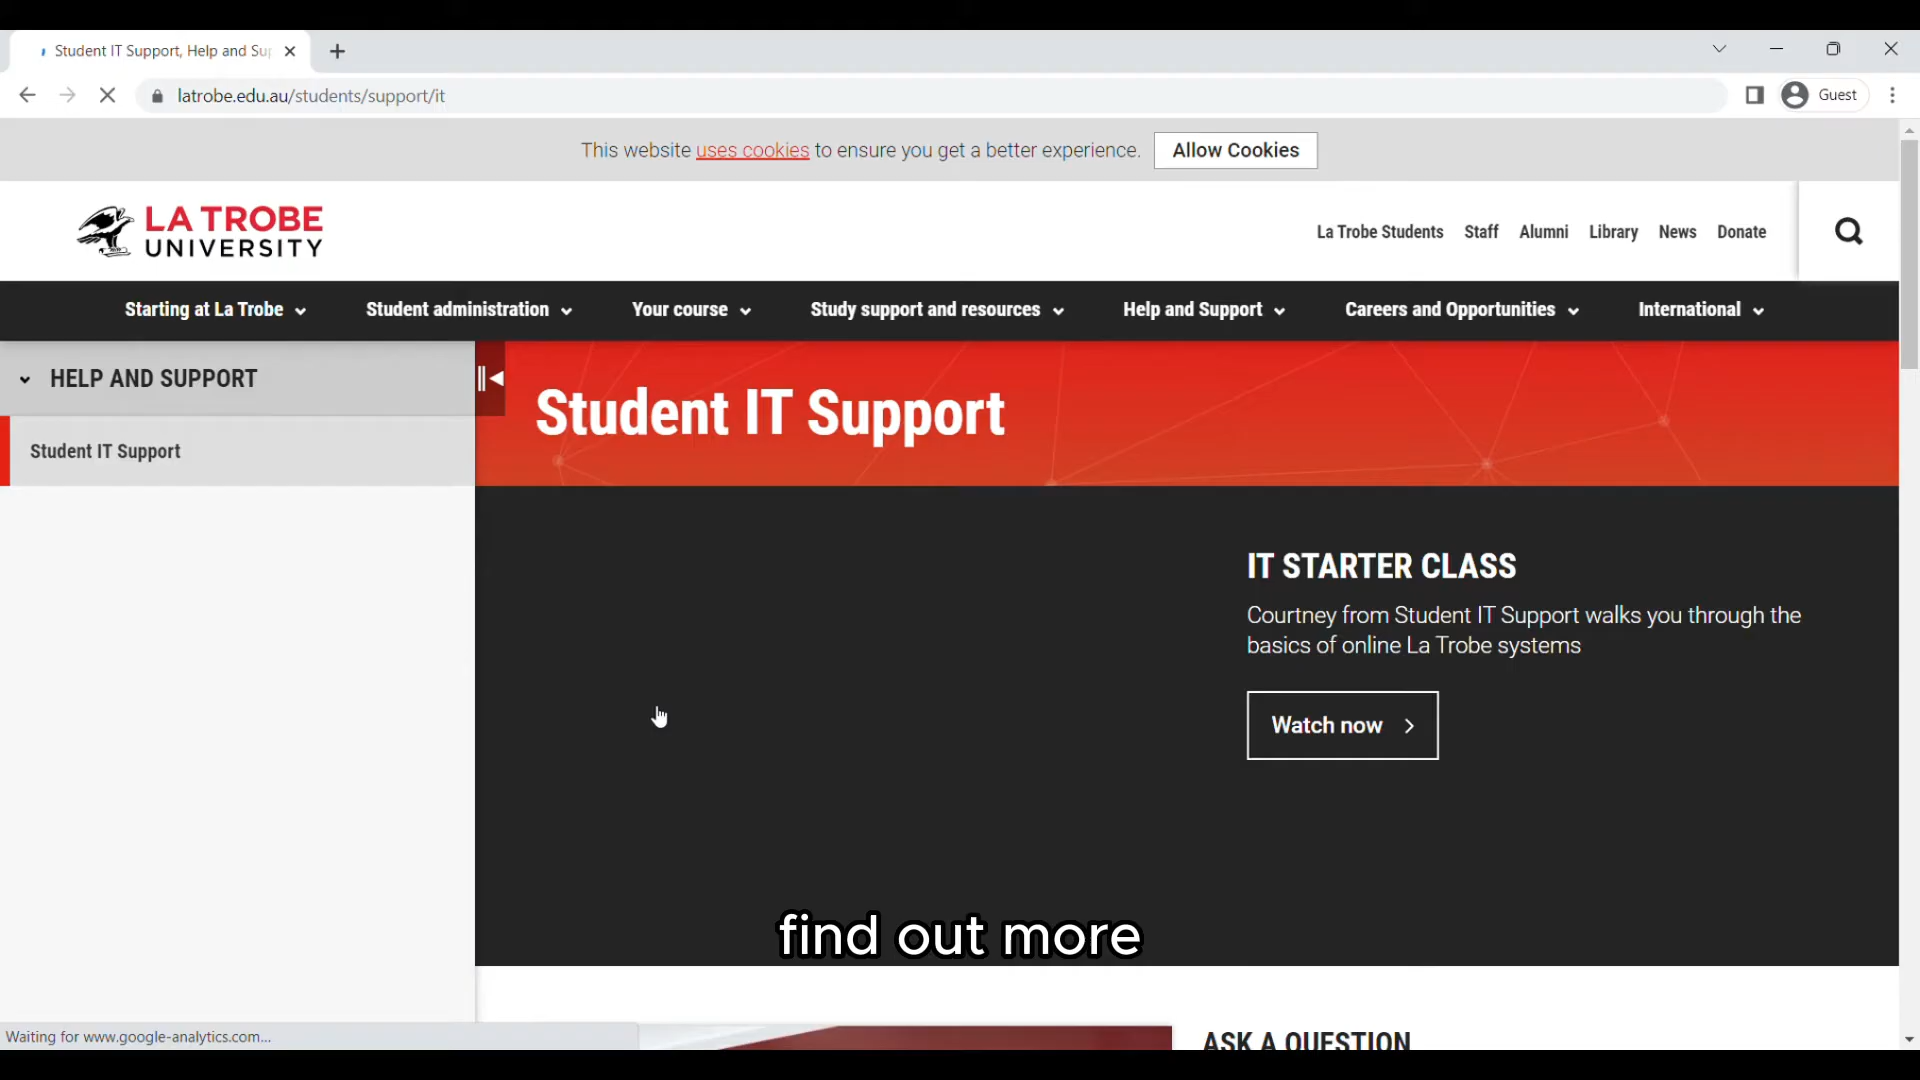 Student IT Support, Help and Sup
latrobe.edu.au/students/support/it
Guest
This website uses cookies to ensure you get a better experience.
Allow Cookies
LA TROBE
UNIVERSITY
La Trobe Students
Staff
Alumni
Library
News
Donate
Starting at La Trobe
Student administration
Your course
Study support and resources
Help and Support
Careers and Opportunities
International
HELP AND SUPPORT
Student IT Support
Student IT Support
IT STARTER CLASS
Courtney from Student IT Support walks you through the
basics of online La Trobe systems
Watch now
find out more
ASK A QUESTION
Waiting for www.google-analytics.com...